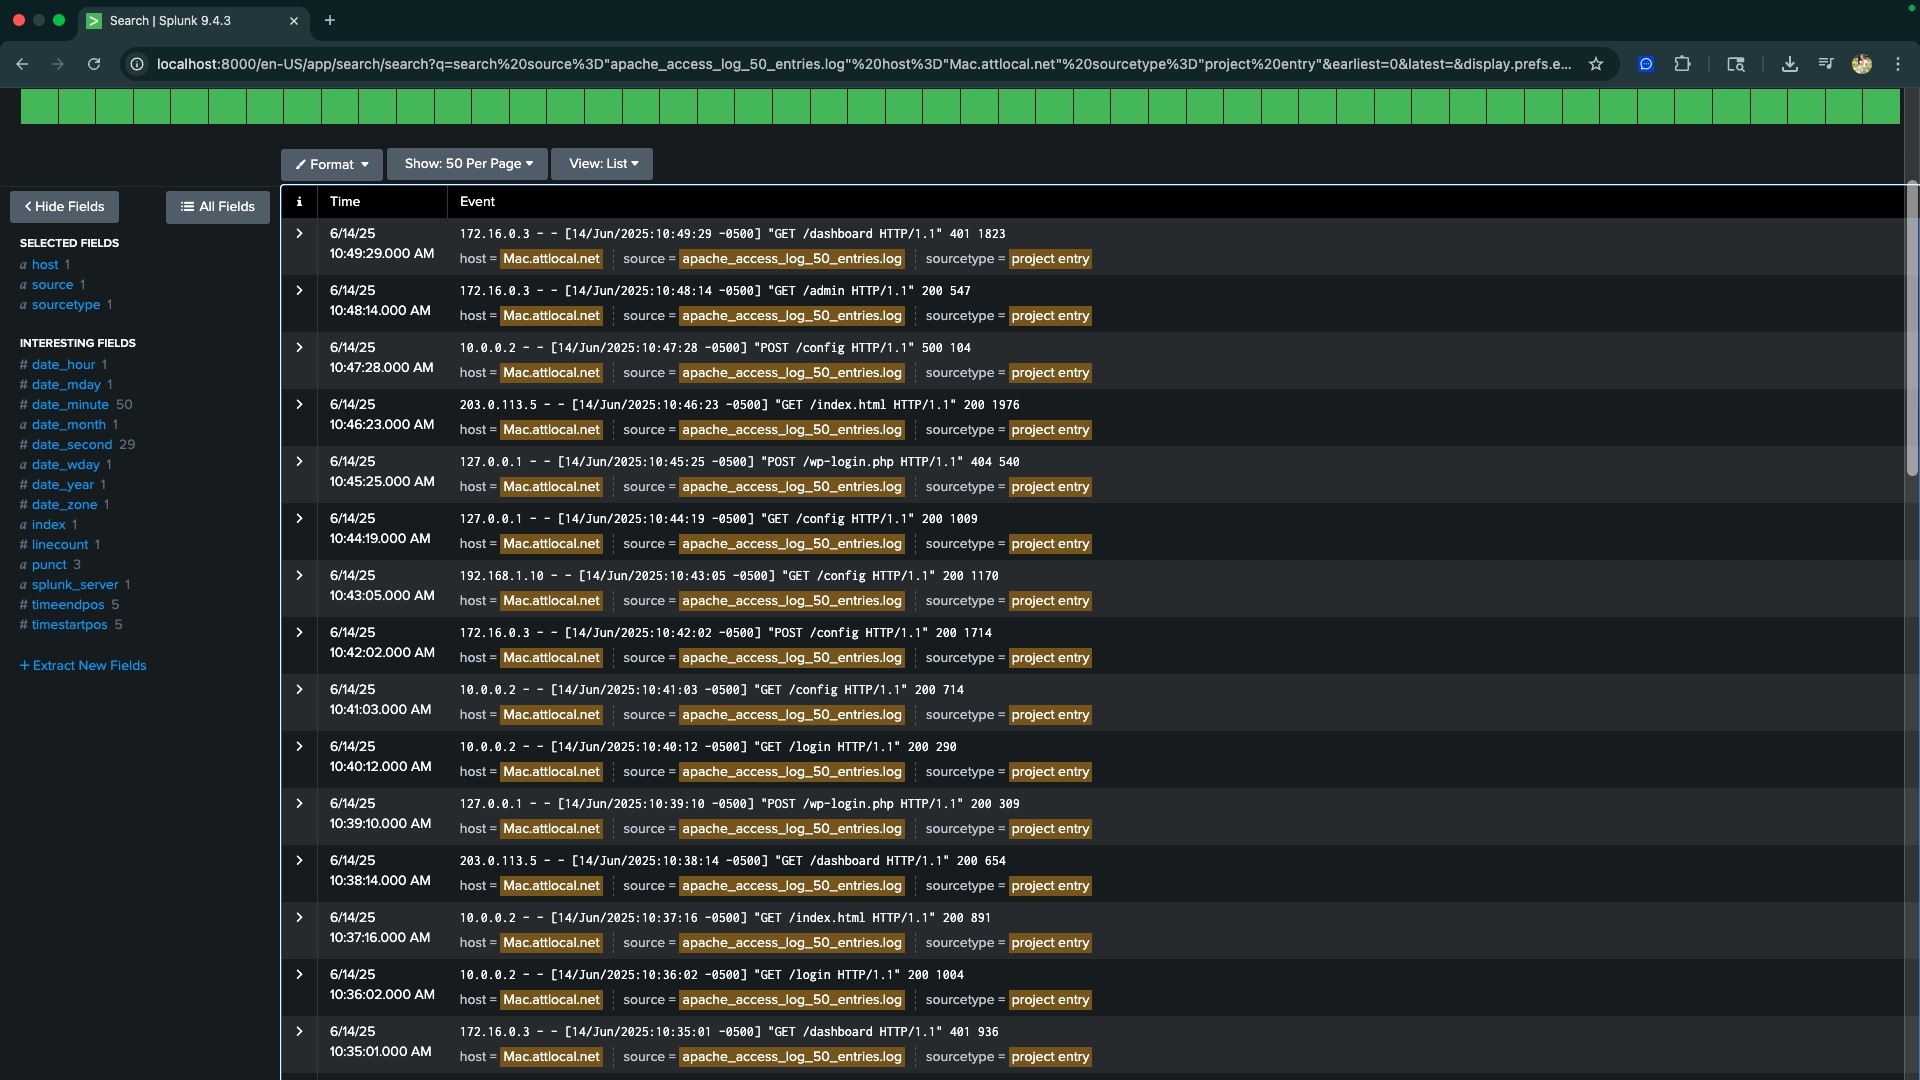 Search | Splunk 9.4.3
localhost:8000/en-US/app/search/search?q=search%20source%3D"apache_access_log_50_entries.log"%20host%3D"Mac.attlocal.net"%20sourcetype%3D"project%20entry"&earliest=0&latest=&display.prefs.e...
Format
Show: 50 Per Page
View: List
Hide Fields
All Fields
SELECTED FIELDS
a host 1
a source 1
a sourcetype 1
INTERESTING FIELDS
# date_hour 1
# date_mday 1
# date_minute 50
a date_month 1
# date_second 29
a date_wday 1
# date_year 1
# date_zone 1
a index 1
# linecount 1
a punct 3
a splunk_server 1
# timeendpos 5
# timestartpos 5
+ Extract New Fields
i Time Event
6/14/25 172.16.0.3 - - [14/Jun/2025:10:49:29 -0500] "GET /dashboard HTTP/1.1" 401 1823
10:49:29.000 AM host = Mac.attlocal.net source = apache_access_log_50_entries.log sourcetype = project entry
6/14/25 172.16.0.3 - - [14/Jun/2025:10:48:14 -0500] "GET /admin HTTP/1.1" 200 547
10:48:14.000 AM host = Mac.attlocal.net source = apache_access_log_50_entries.log sourcetype = project entry
6/14/25 10.0.0.2 - - [14/Jun/2025:10:47:28 -0500] "POST /config HTTP/1.1" 500 104
10:47:28.000 AM host = Mac.attlocal.net source = apache_access_log_50_entries.log sourcetype = project entry
6/14/25 203.0.113.5 - - [14/Jun/2025:10:46:23 -0500] "GET /index.html HTTP/1.1" 200 1976
10:46:23.000 AM host = Mac.attlocal.net source = apache_access_log_50_entries.log sourcetype = project entry
6/14/25 127.0.0.1 - - [14/Jun/2025:10:45:25 -0500] "POST /wp-login.php HTTP/1.1" 404 540
10:45:25.000 AM host = Mac.attlocal.net source = apache_access_log_50_entries.log sourcetype = project entry
6/14/25 127.0.0.1 - - [14/Jun/2025:10:44:19 -0500] "GET /config HTTP/1.1" 200 1009
10:44:19.000 AM host = Mac.attlocal.net source = apache_access_log_50_entries.log sourcetype = project entry
6/14/25 192.168.1.10 - - [14/Jun/2025:10:43:05 -0500] "GET /config HTTP/1.1" 200 1170
10:43:05.000 AM host = Mac.attlocal.net source = apache_access_log_50_entries.log sourcetype = project entry
6/14/25 172.16.0.3 - - [14/Jun/2025:10:42:02 -0500] "POST /config HTTP/1.1" 200 1714
10:42:02.000 AM host = Mac.attlocal.net source = apache_access_log_50_entries.log sourcetype = project entry
6/14/25 10.0.0.2 - - [14/Jun/2025:10:41:03 -0500] "GET /config HTTP/1.1" 200 714
10:41:03.000 AM host = Mac.attlocal.net source = apache_access_log_50_entries.log sourcetype = project entry
6/14/25 10.0.0.2 - - [14/Jun/2025:10:40:12 -0500] "GET /login HTTP/1.1" 200 290
10:40:12.000 AM host = Mac.attlocal.net source = apache_access_log_50_entries.log sourcetype = project entry
6/14/25 127.0.0.1 - - [14/Jun/2025:10:39:10 -0500] "POST /wp-login.php HTTP/1.1" 200 309
10:39:10.000 AM host = Mac.attlocal.net source = apache_access_log_50_entries.log sourcetype = project entry
6/14/25 203.0.113.5 - - [14/Jun/2025:10:38:14 -0500] "GET /dashboard HTTP/1.1" 200 654
10:38:14.000 AM host = Mac.attlocal.net source = apache_access_log_50_entries.log sourcetype = project entry
6/14/25 10.0.0.2 - - [14/Jun/2025:10:37:16 -0500] "GET /index.html HTTP/1.1" 200 891
10:37:16.000 AM host = Mac.attlocal.net source = apache_access_log_50_entries.log sourcetype = project entry
6/14/25 10.0.0.2 - - [14/Jun/2025:10:36:02 -0500] "GET /login HTTP/1.1" 200 1004
10:36:02.000 AM host = Mac.attlocal.net source = apache_access_log_50_entries.log sourcetype = project entry
6/14/25 172.16.0.3 - - [14/Jun/2025:10:35:01 -0500] "GET /dashboard HTTP/1.1" 401 936
10:35:01.000 AM host = Mac.attlocal.net source = apache_access_log_50_entries.log sourcetype = project entry